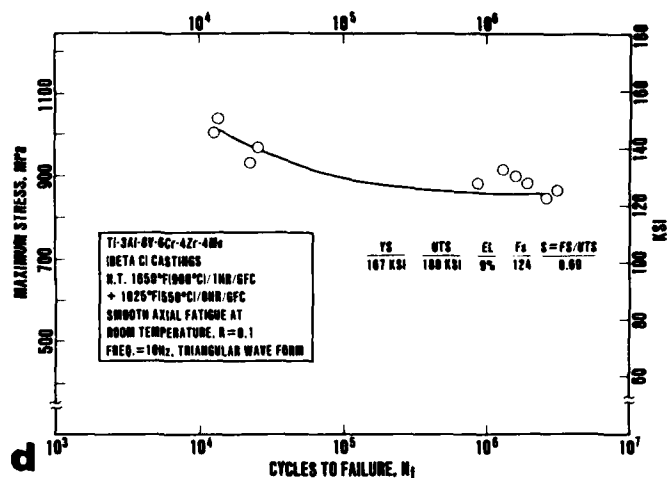 10⁴ 10⁵ 10⁶
180
160
140
120
100
80
60
KSI
1100
900
700
500
MAXIMUM STRESS, MPa
Ti-3Al-8V-6Cr-4Zr-4Mo
(BETA C) CASTINGS
H.T. 1650°F(900°C)/1HR/GFC
+ 1025°F(550°C)/8HR/GFC
SMOOTH AXIAL FATIGUE AT
ROOM TEMPERATURE, R=0.1
FREQ.=10Hz, TRIANGULAR WAVE FORM
YS UTS EL Fs S=FS/UTS
167 KSI 180 KSI 9% 124 0.69
10³ 10⁴ 10⁵ 10⁶ 10⁷
CYCLES TO FAILURE, Nf
d